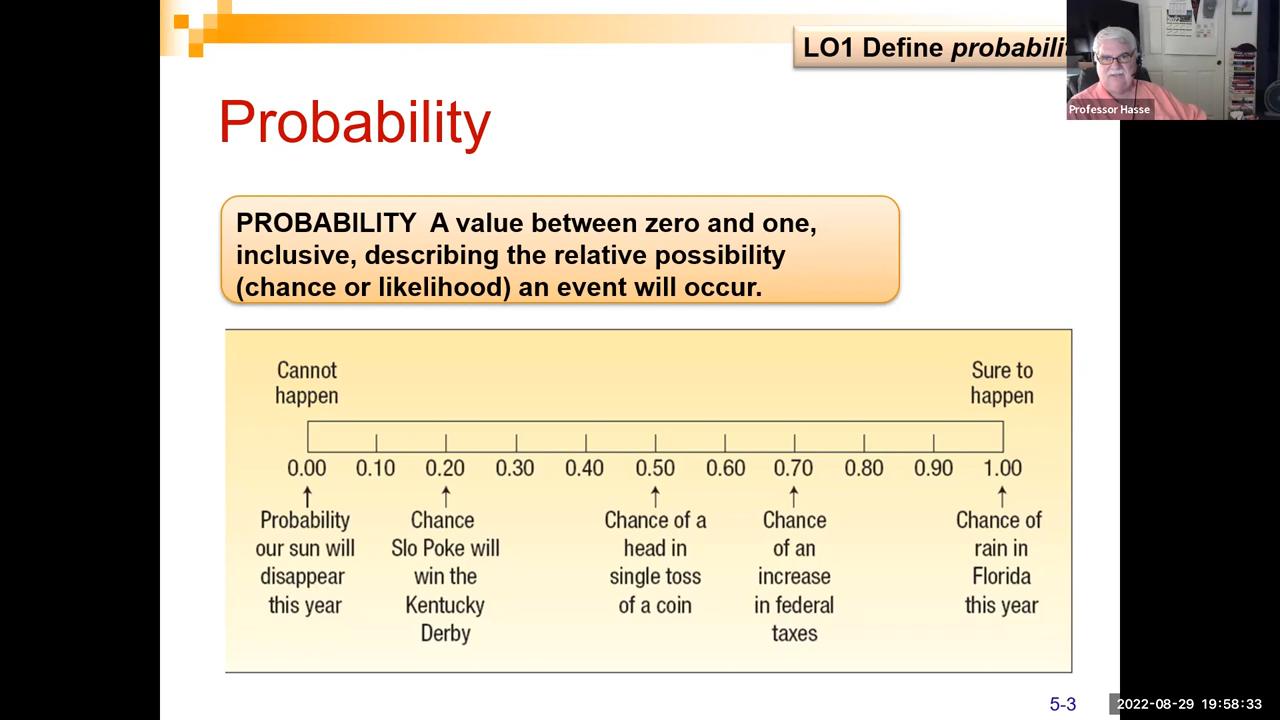 LO1 Define probabilit
Professor Hasse
Probability
PROBABILITY A value between zero and one,
inclusive, describing the relative possibility
(chance or likelihood) an event will occur.
Cannot
happen
Sure to
happen
0.00 0.10 0.20 0.30 0.40 0.50 0.60 0.70 0.80 0.90 1.00
Probability
our sun will
disappear
this year
Chance
Slo Poke will
win the
Kentucky
Derby
Chance of a
head in
single toss
of a coin
Chance
of an
increase
in federal
taxes
Chance of
rain in
Florida
this year
5-3
2022-08-29 19:58:33